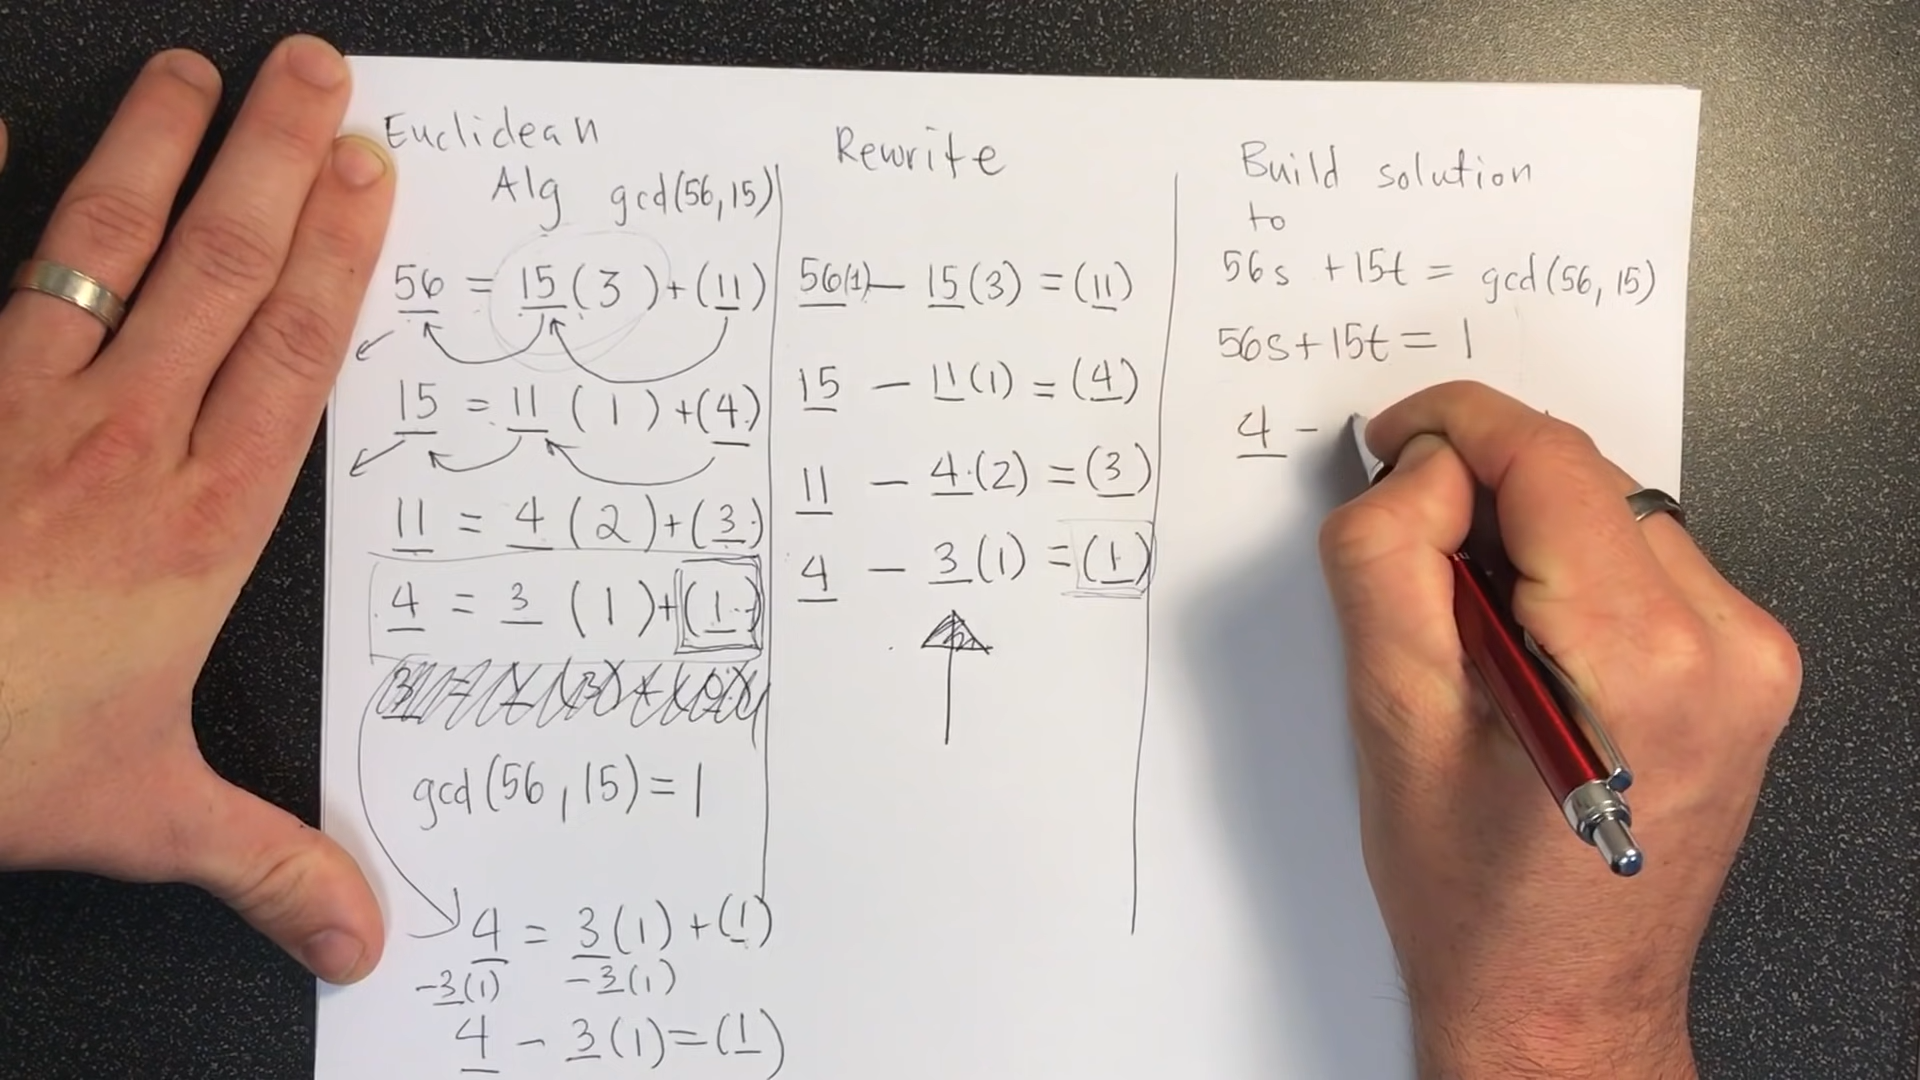 Euclidean
Alg gcd(56,15)
56 = 15(3)+(11)
15 = 11(1)+(4)
11 = 4(2)+(3)
4 = 3(1)+(1)
gcd(56,15)=1
4 = 3(1)+(1)
-3(1) -3(1)
4 - 3(1)=(1)
Rewrite
56(1)- 15(3) = (11)
15 - 11(1) = (4)
11 - 4·(2) = (3)
4 - 3(1) = (1)
Build solution
to
56s +15t = gcd(56,15)
56s+15t = 1
4 -